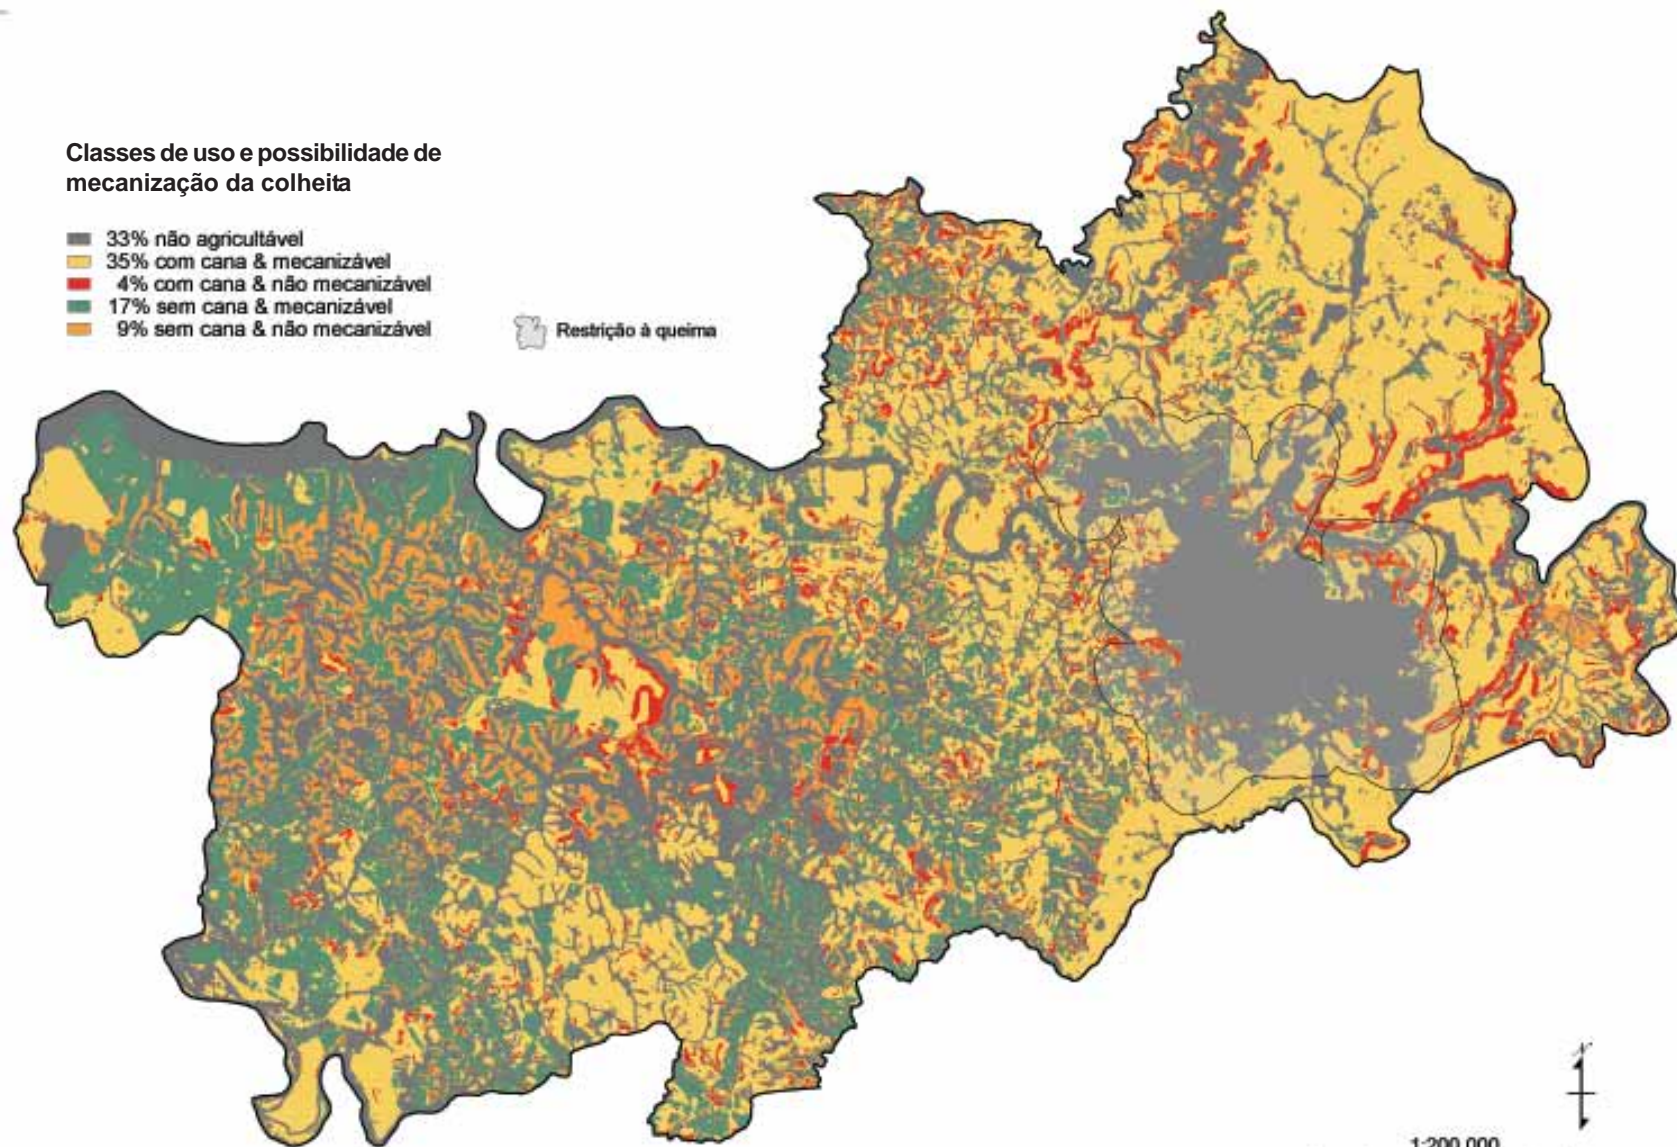 Classes de uso e possibilidade de
mecanização da colheita
33% não agricultável
35% com cana & mecanizável
4% com cana & não mecanizável
17% sem cana & mecanizável
9% sem cana & não mecanizável
Restrição à queima
N
1:200.000